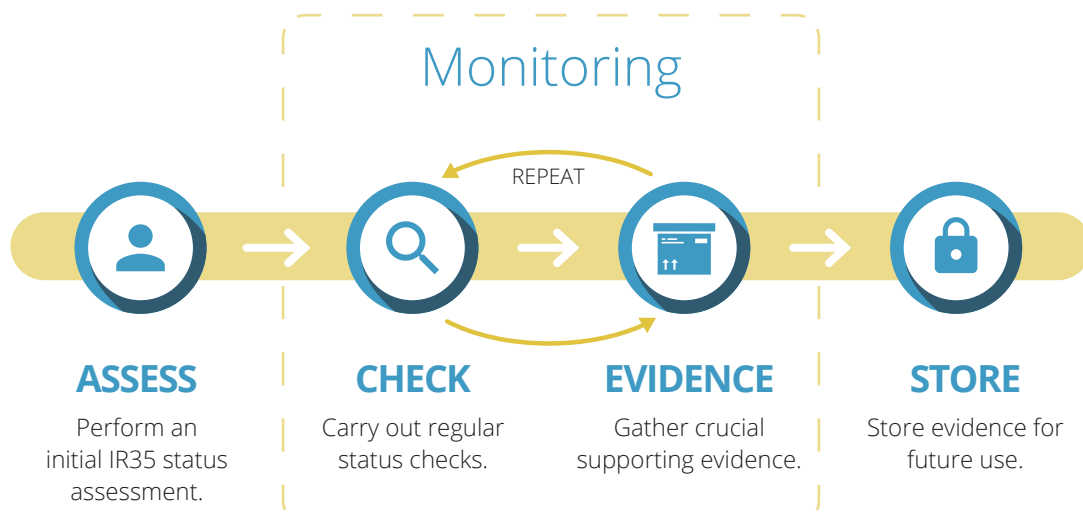 Monitoring
REPEAT
ASSESS
Perform an
initial IR35 status
assessment.
CHECK
Carry out regular
status checks.
EVIDENCE
Gather crucial
supporting evidence.
STORE
Store evidence for
future use.